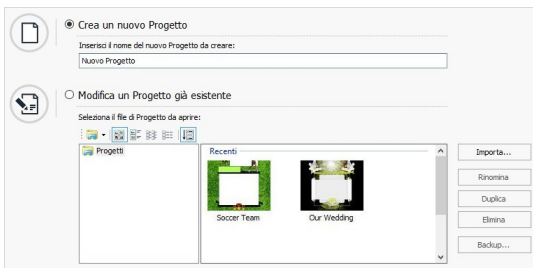 Crea un nuovo Progetto
Inserisci il nome del nuovo Progetto da creare:
Nuovo Progetto
Modifica un Progetto già esistente
Seleziona il file di Progetto da aprire:
Progetti
Recenti
Soccer Team
Our Wedding
Importa...
Rinomina
Duplica
Elimina
Backup...